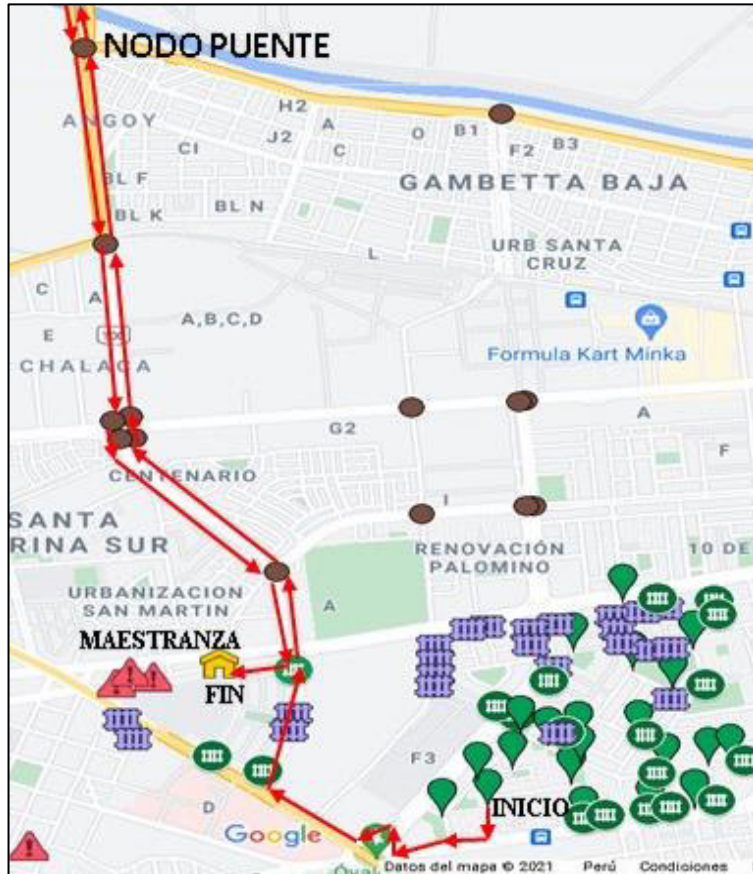 NODO PUENTE
ANGOY
H2
J2
A
C
O
B1
F2
B3
CI
BL F
BL K
BL N
GAMBETTA BAJA
URB SANTA
CRUZ
L
C
A
E
A,B,C,D
CHALACA
Formula Kart Minka
G2
A
F
CENTENARIO
I
SANTA
RINA SUR
RENOVACIÓN
PALOMINO
10 DE
URBANIZACION
SAN MARTIN
A
MAESTRANZA
FIN
F3
D
INICIO
Google
Óval
Datos del mapa © 2021 Perú Condiciones